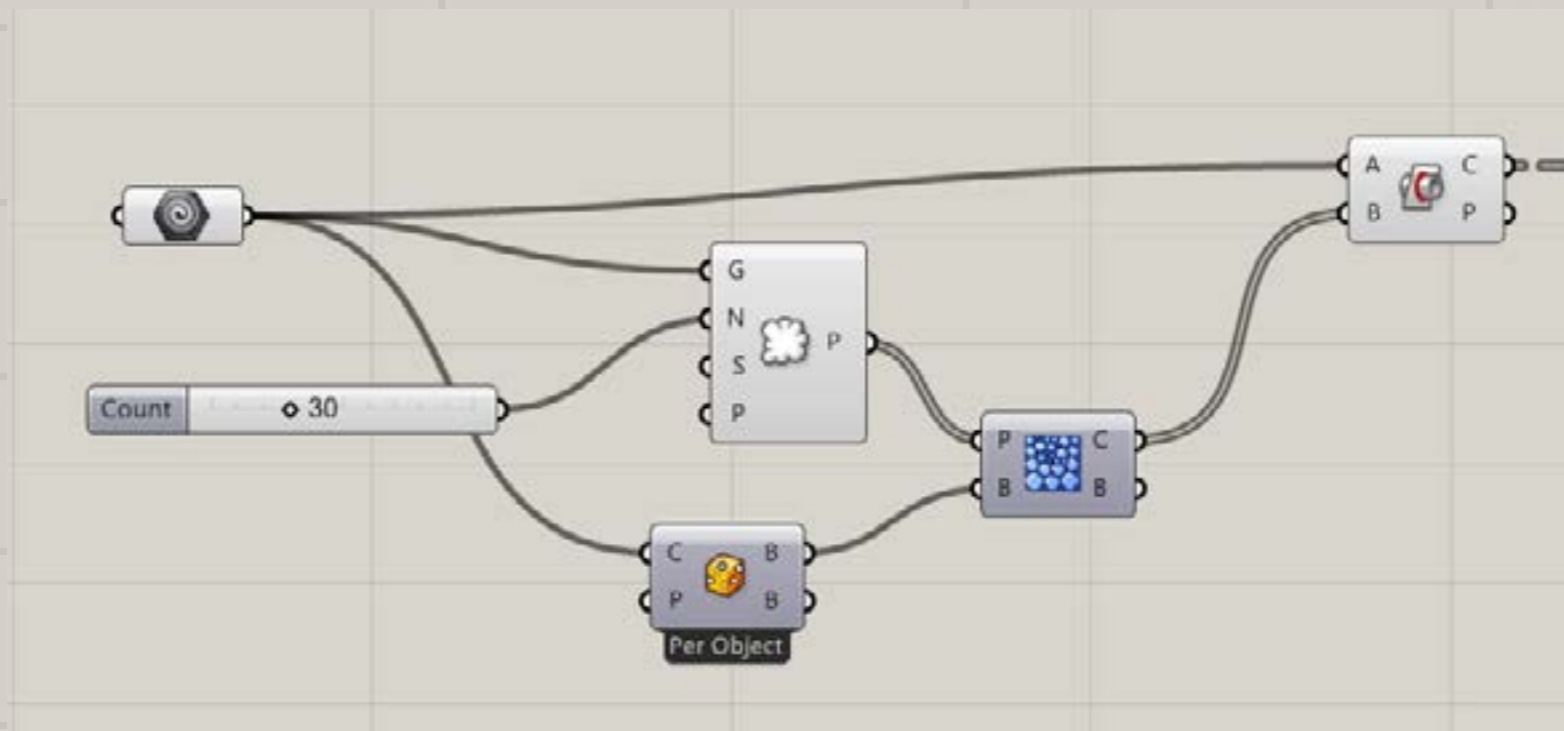 A C
B P
G
N
P
S
P
Count 30
P C
B B
C B
P B
Per Object